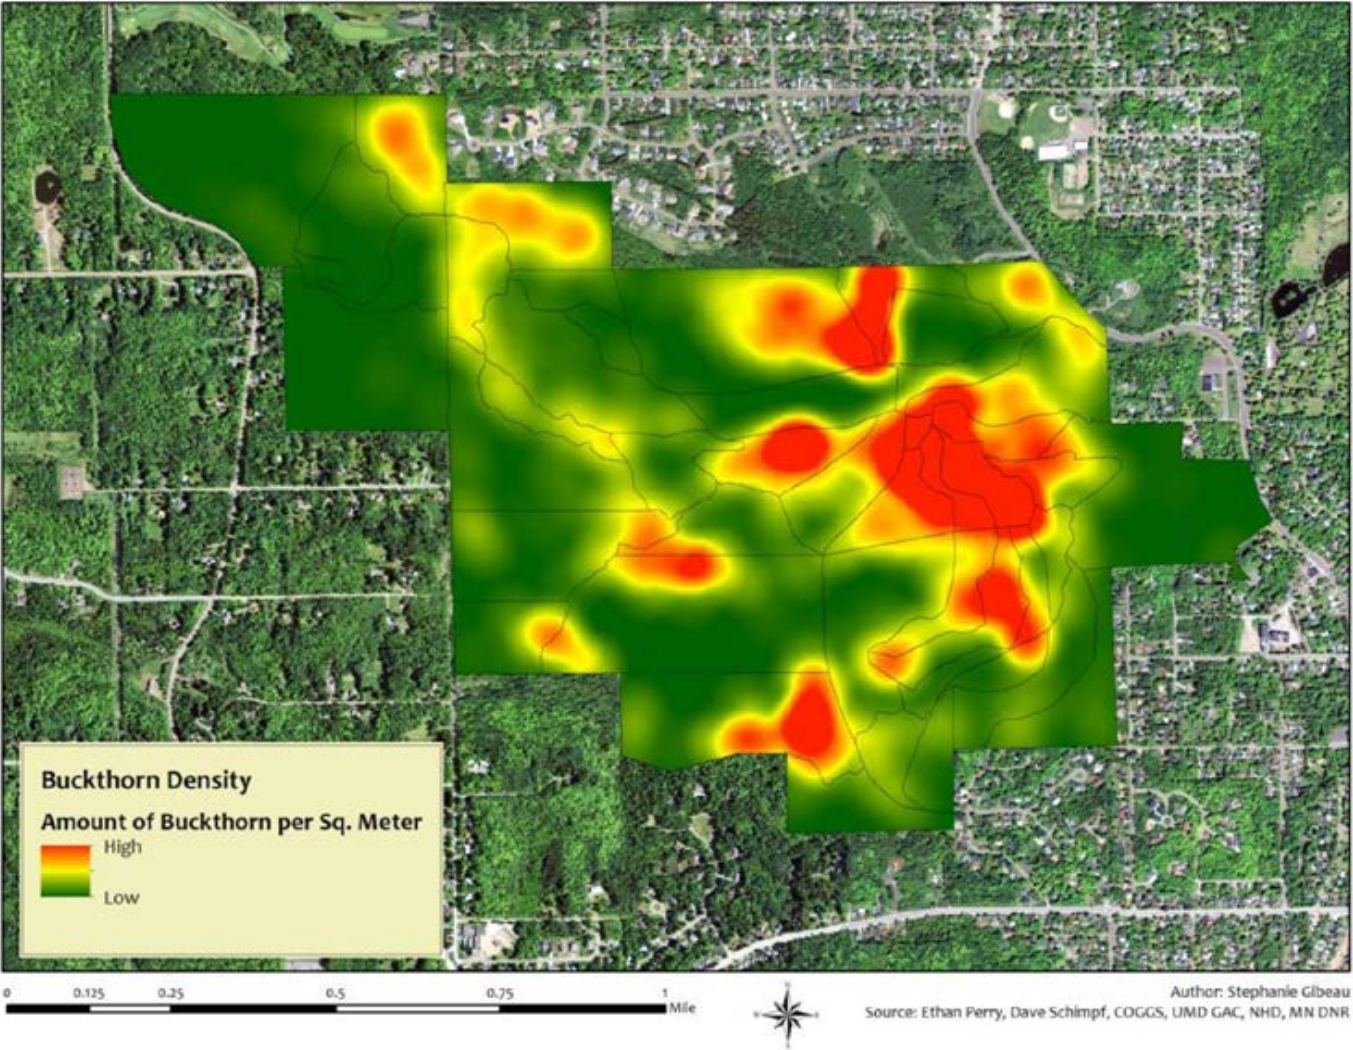 Buckthorn Density
Amount of Buckthorn per Sq. Meter
High
Low
0 0.125 0.25 0.5 0.75 1
Mile
Author: Stephanie Gibeau
Source: Ethan Perry, Dave Schimpf, COGGS, UMD GAC, NHD, MN DNR